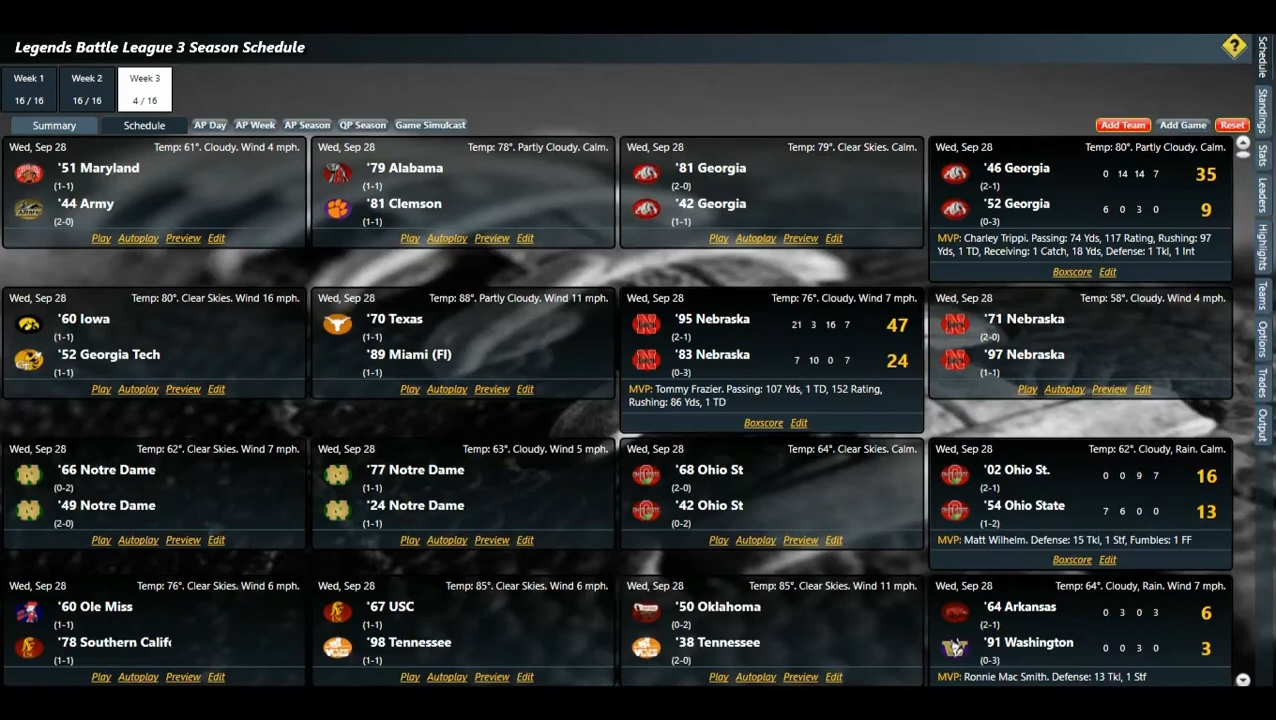 Legends Battle League 3 Season Schedule
?
Week 1
16 / 16
Week 2
16 / 16
Week 3
4 / 16
Summary
Schedule
AP Day
AP Week
AP Season
QP Season
Game Simulcast
Add Team
Add Game
Reset
Wed, Sep 28 Temp: 61°. Cloudy. Wind 4 mph.
'51 Maryland
(1-1)
'44 Army
(2-0)
Play Autoplay Preview Edit
Wed, Sep 28 Temp: 78°. Partly Cloudy. Calm.
'79 Alabama
(1-1)
'81 Clemson
(1-1)
Play Autoplay Preview Edit
Wed, Sep 28 Temp: 79°. Clear Skies. Calm.
'81 Georgia
(2-0)
'42 Georgia
(1-1)
Play Autoplay Preview Edit
Wed, Sep 28 Temp: 80°. Partly Cloudy. Calm.
'46 Georgia 0 14 14 7 35
(2-1)
'52 Georgia 6 0 3 0 9
(0-3)
MVP: Charley Trippi. Passing: 74 Yds, 117 Rating, Rushing: 97
Yds, 1 TD, Receiving: 1 Catch, 18 Yds, Defense: 1 Tkl, 1 Int
Boxscore Edit
Wed, Sep 28 Temp: 80°. Clear Skies. Wind 16 mph.
'60 Iowa
(1-1)
'52 Georgia Tech
(1-1)
Play Autoplay Preview Edit
Wed, Sep 28 Temp: 88°. Partly Cloudy. Wind 11 mph.
'70 Texas
(1-1)
'89 Miami (Fl)
(1-1)
Play Autoplay Preview Edit
Wed, Sep 28 Temp: 76°. Cloudy. Wind 7 mph.
'95 Nebraska 21 3 16 7 47
(2-1)
'83 Nebraska 7 10 0 7 24
(0-3)
MVP: Tommy Frazier. Passing: 107 Yds, 1 TD, 152 Rating,
Rushing: 86 Yds, 1 TD
Boxscore Edit
Wed, Sep 28 Temp: 58°. Cloudy. Wind 4 mph.
'71 Nebraska
(2-0)
'97 Nebraska
(1-1)
Play Autoplay Preview Edit
Wed, Sep 28 Temp: 62°. Clear Skies. Wind 7 mph.
'66 Notre Dame
(0-2)
'49 Notre Dame
(2-0)
Play Autoplay Preview Edit
Wed, Sep 28 Temp: 63°. Cloudy. Wind 5 mph.
'77 Notre Dame
(1-1)
'24 Notre Dame
(1-1)
Play Autoplay Preview Edit
Wed, Sep 28 Temp: 64°. Clear Skies. Calm.
'68 Ohio St
(2-0)
'42 Ohio St
(0-2)
Play Autoplay Preview Edit
Wed, Sep 28 Temp: 62°. Cloudy, Rain. Calm.
'02 Ohio St. 0 0 9 7 16
(2-1)
'54 Ohio State 7 6 0 0 13
(1-2)
MVP: Matt Wilhelm. Defense: 15 Tkl, 1 Stf, Fumbles: 1 FF
Boxscore Edit
Wed, Sep 28 Temp: 76°. Clear Skies. Wind 6 mph.
'60 Ole Miss
(1-1)
'78 Southern Calif
(1-1)
Play Autoplay Preview Edit
Wed, Sep 28 Temp: 85°. Clear Skies. Wind 6 mph.
'67 USC
(1-1)
'98 Tennessee
(1-1)
Play Autoplay Preview Edit
Wed, Sep 28 Temp: 85°. Clear Skies. Wind 11 mph.
'50 Oklahoma
(0-2)
'38 Tennessee
(2-0)
Play Autoplay Preview Edit
Wed, Sep 28 Temp: 64°. Cloudy, Rain. Wind 7 mph.
'64 Arkansas 0 3 0 3 6
(2-1)
'91 Washington 0 0 3 0 3
(0-3)
MVP: Ronnie Mac Smith. Defense: 13 Tkl, 1 Stf
Schedule
Standings
Stats
Leaders
Highlights
Teams
Options
Trades
Output